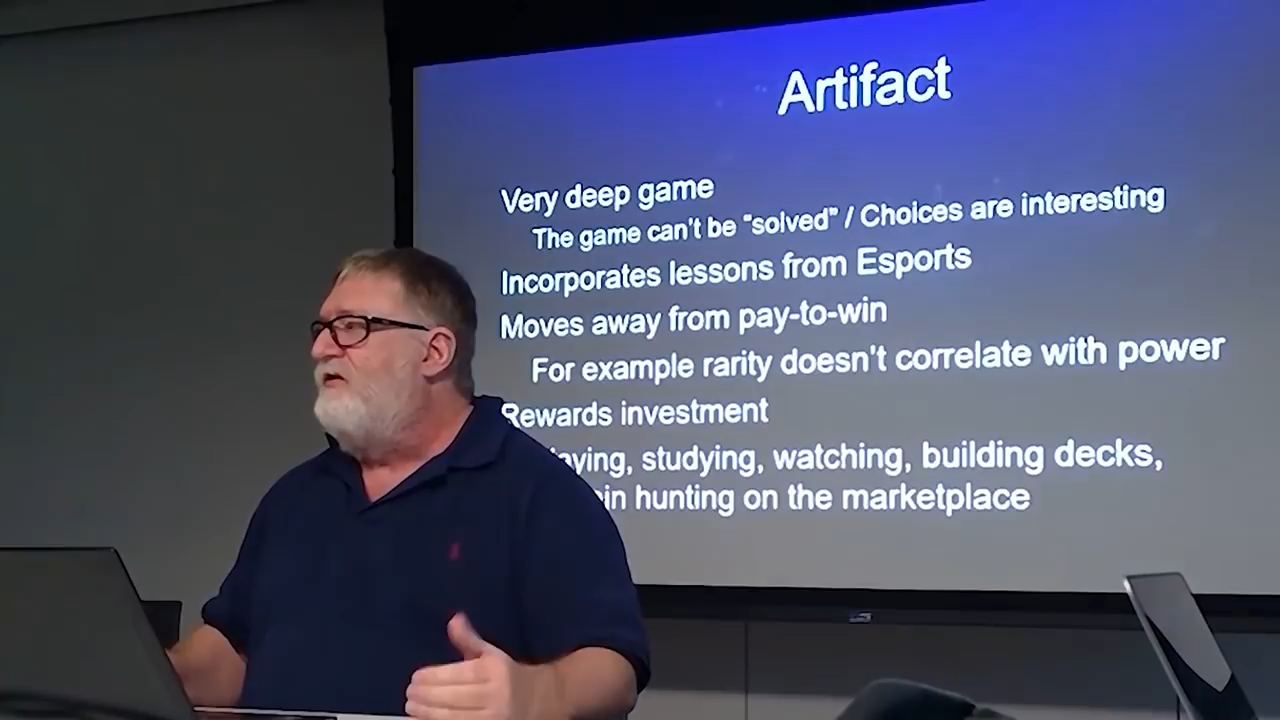 Artifact
Very deep game
The game can't be "solved" / Choices are interesting
Incorporates lessons from Esports
Moves away from pay-to-win
For example rarity doesn't correlate with power
Rewards investment
studying, watching, building decks,
hunting on the marketplace